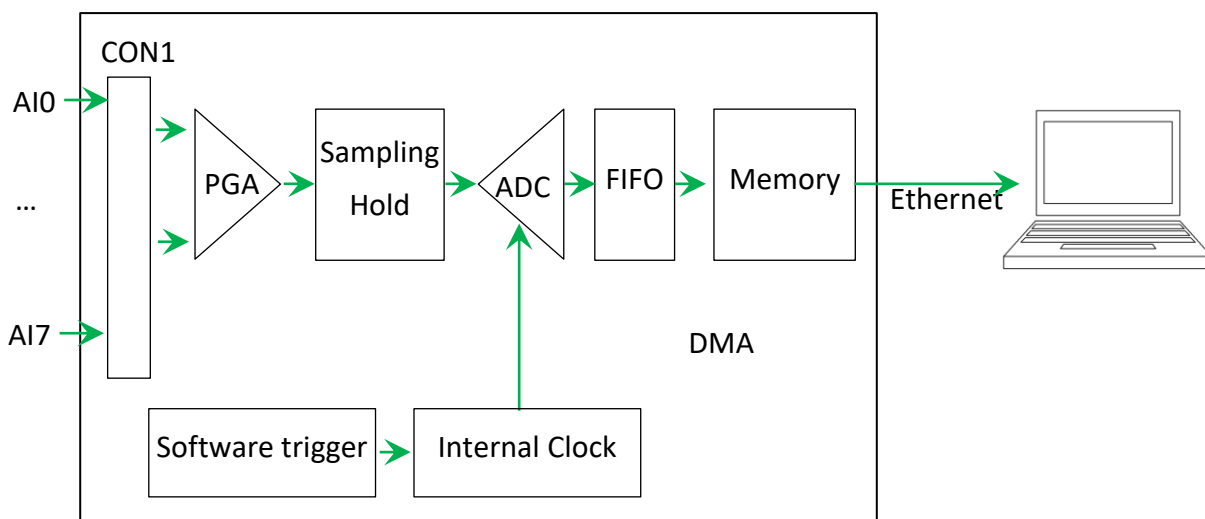 CON1
AI0
...
AI7
PGA
Sampling
Hold
ADC
FIFO
Memory
Ethernet
DMA
Software trigger
Internal Clock